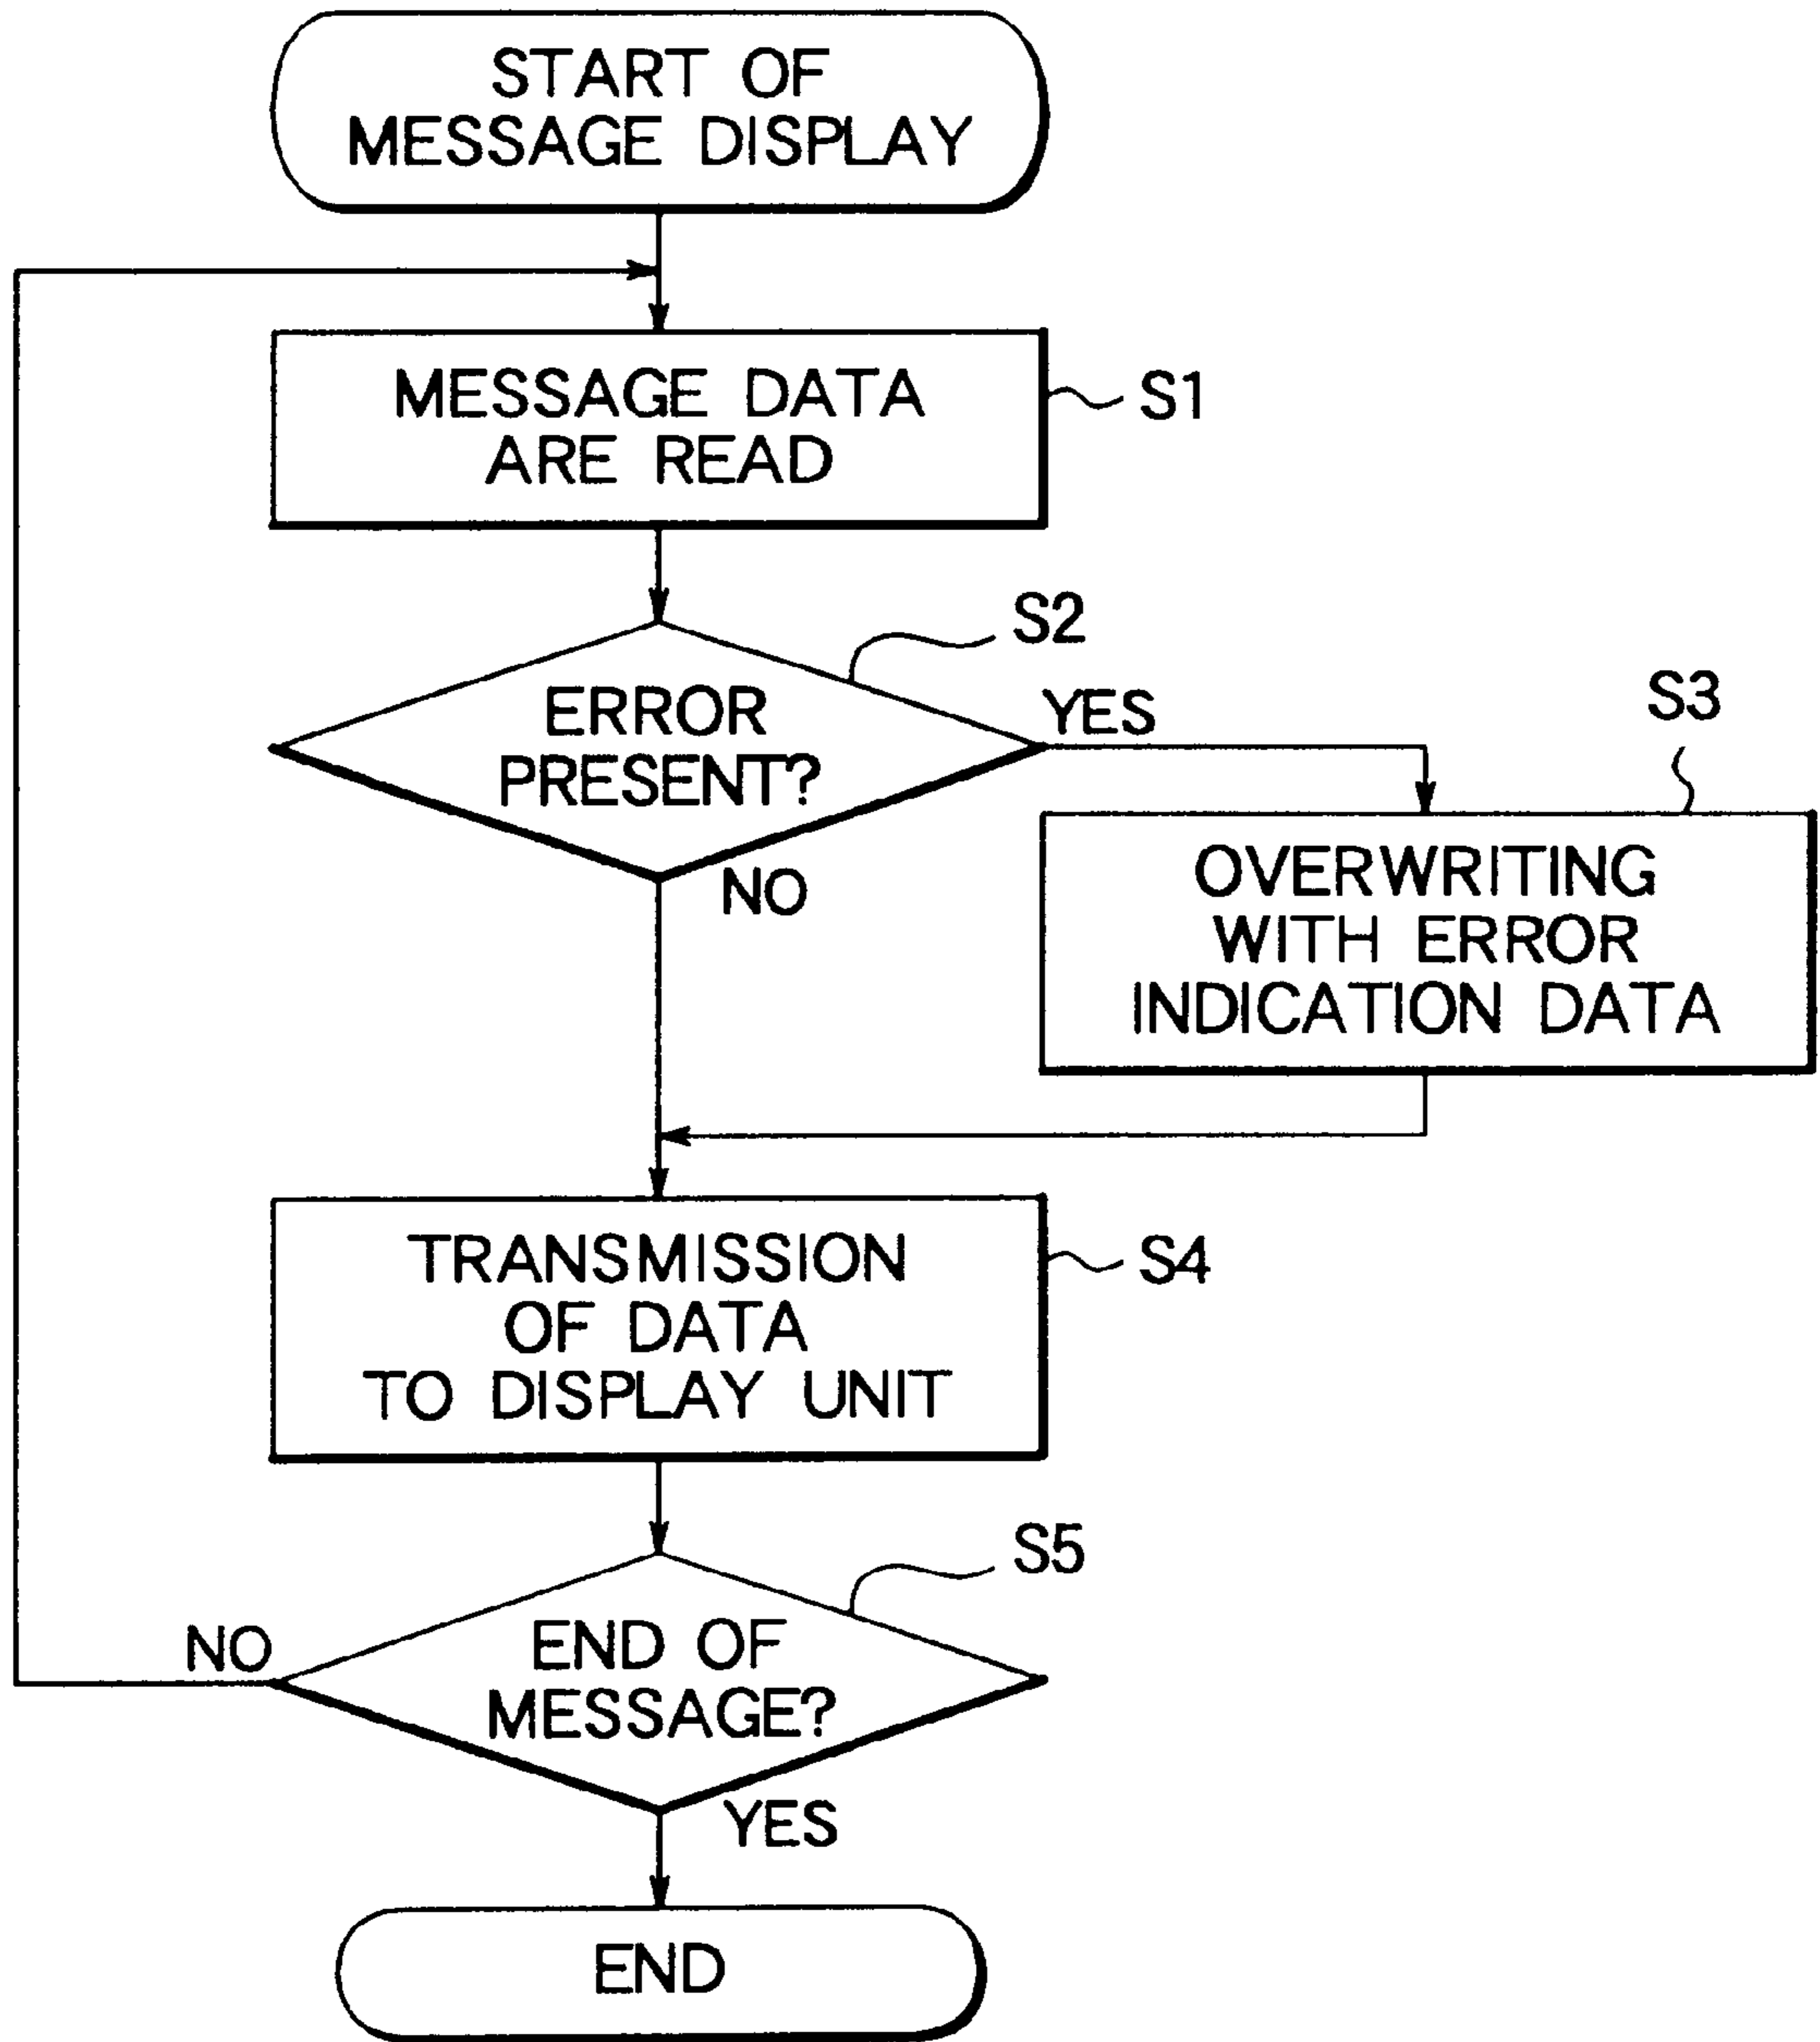 START OF
MESSAGE DISPLAY
MESSAGE DATA
ARE READ
S1
S2
ERROR
PRESENT?
YES
NO
S3
OVERWRITING
WITH ERROR
INDICATION DATA
TRANSMISSION
OF DATA
TO DISPLAY UNIT
S4
S5
END OF
MESSAGE?
NO
YES
END